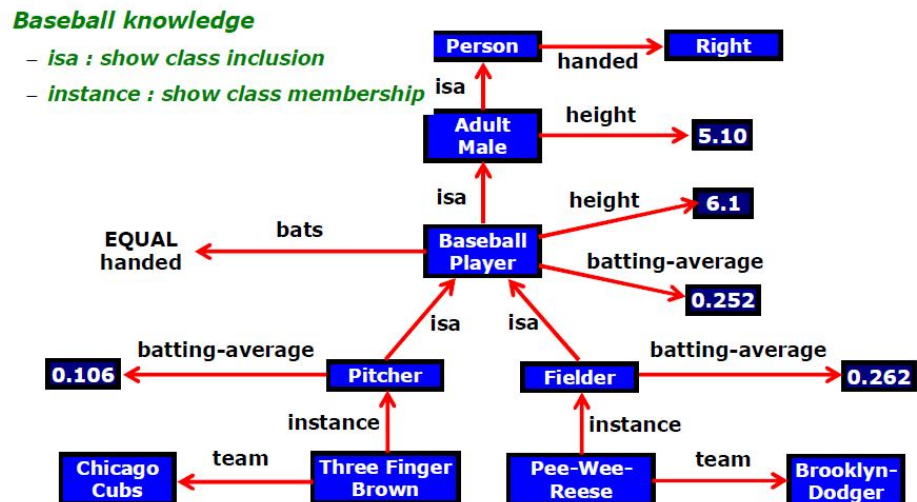 Baseball knowledge
– isa : show class inclusion
– instance : show class membership
Person
handed
Right
isa
Adult
Male
height
5.10
isa
height
6.1
EQUAL
handed
bats
Baseball
Player
batting-average
0.252
isa
isa
0.106
batting-average
Pitcher
Fielder
batting-average
0.262
instance
instance
Chicago
Cubs
team
Three Finger
Brown
Pee-Wee-
Reese
team
Brooklyn-
Dodger